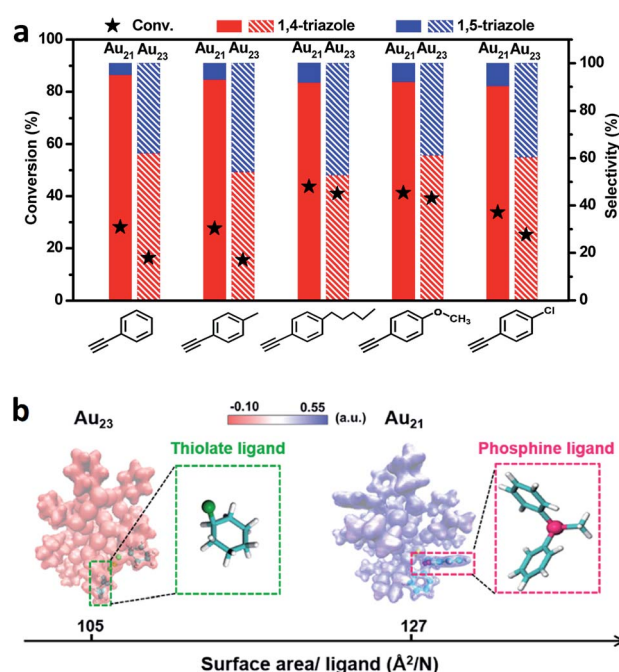 a
★ Conv. 1,4-triazole 1,5-triazole
Au21 Au23 Au21 Au23 Au21 Au23 Au21 Au23 Au21 Au23
Conversion (%)
100
80
60
40
20
0
Selectivity (%)
100
80
60
40
20
0
O
CH3
Cl
b
Au23
-0.10 0.55 (a.u.)
Au21
Thiolate ligand
Phosphine ligand
105
127
Surface area/ ligand (Å²/N)